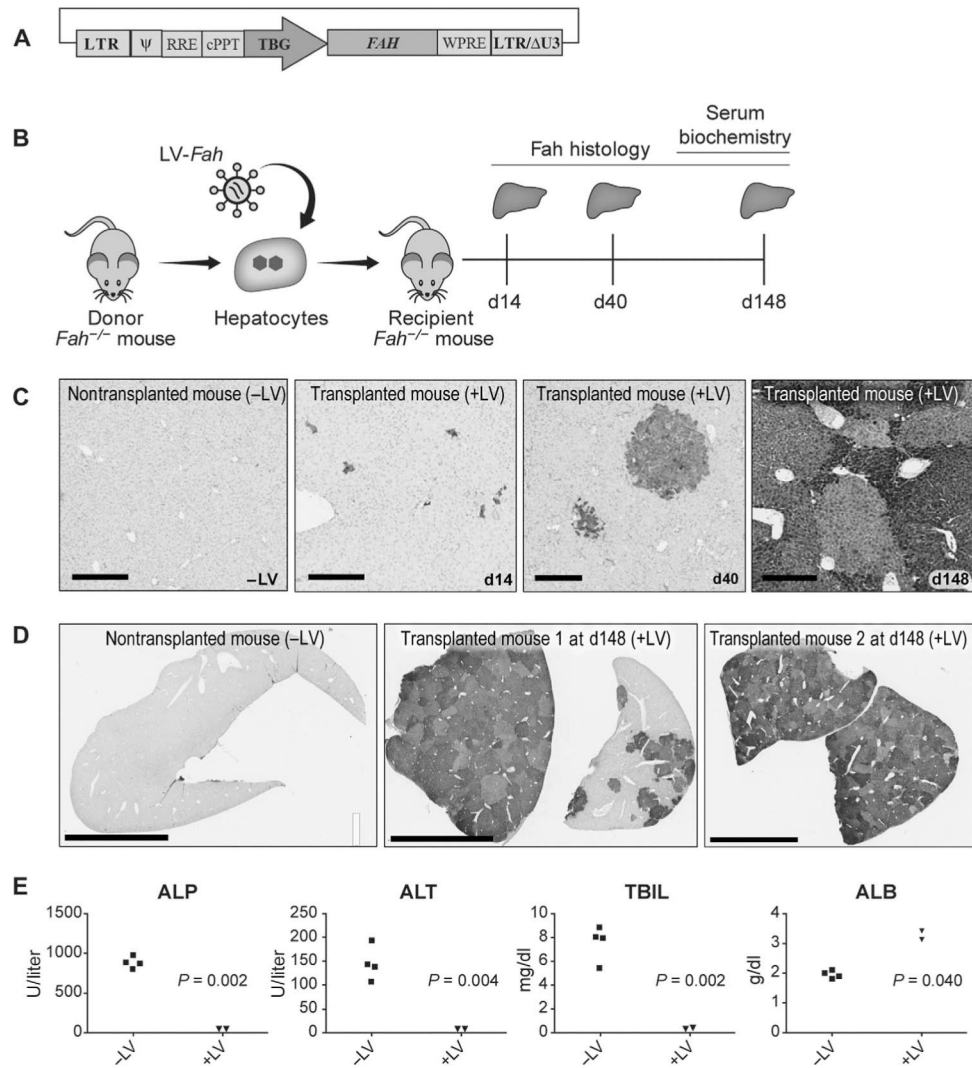 A
LTR Ψ RRE cPPT TBG FAH WPRE LTR/ΔU3
B
LV-Fah
Serum
biochemistry
Fah histology
d14 d40 d148
Donor
Fah−/− mouse
Hepatocytes
Recipient
Fah−/− mouse
C
Nontransplanted mouse (–LV)
–LV
Transplanted mouse (+LV)
d14
Transplanted mouse (+LV)
d40
Transplanted mouse (+LV)
d148
D
Nontransplanted mouse (–LV)
Transplanted mouse 1 at d148 (+LV)
Transplanted mouse 2 at d148 (+LV)
E
ALP
U/liter
1500
1000
500
0
P = 0.002
–LV +LV
ALT
U/liter
250
200
150
100
50
0
P = 0.004
–LV +LV
TBIL
mg/dl
10
8
6
4
2
0
P = 0.002
–LV +LV
ALB
g/dl
4
3
2
1
0
P = 0.040
–LV +LV